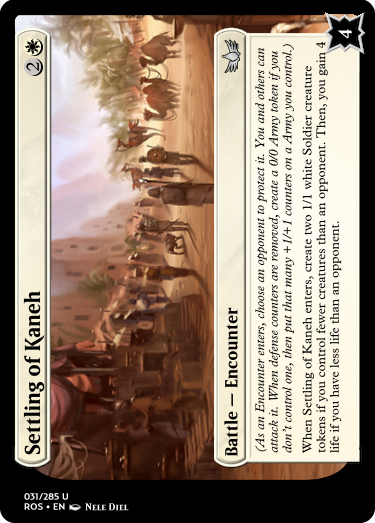 Settling of Kaneh
2
Battle — Encounter
(As an Encounter enters, choose an opponent to protect it. You and others can
attack it. When defense counters are removed, create a 0/0 Army token if you
don't control one, then put that many +1/+1 counters on a Army you control.)
When Settling of Kaneh enters, create two 1/1 white Soldier creature
tokens if you control fewer creatures than an opponent. Then, you gain 4
life if you have less life than an opponent.
4
031/285 U
ROS • EN NELE DIEL